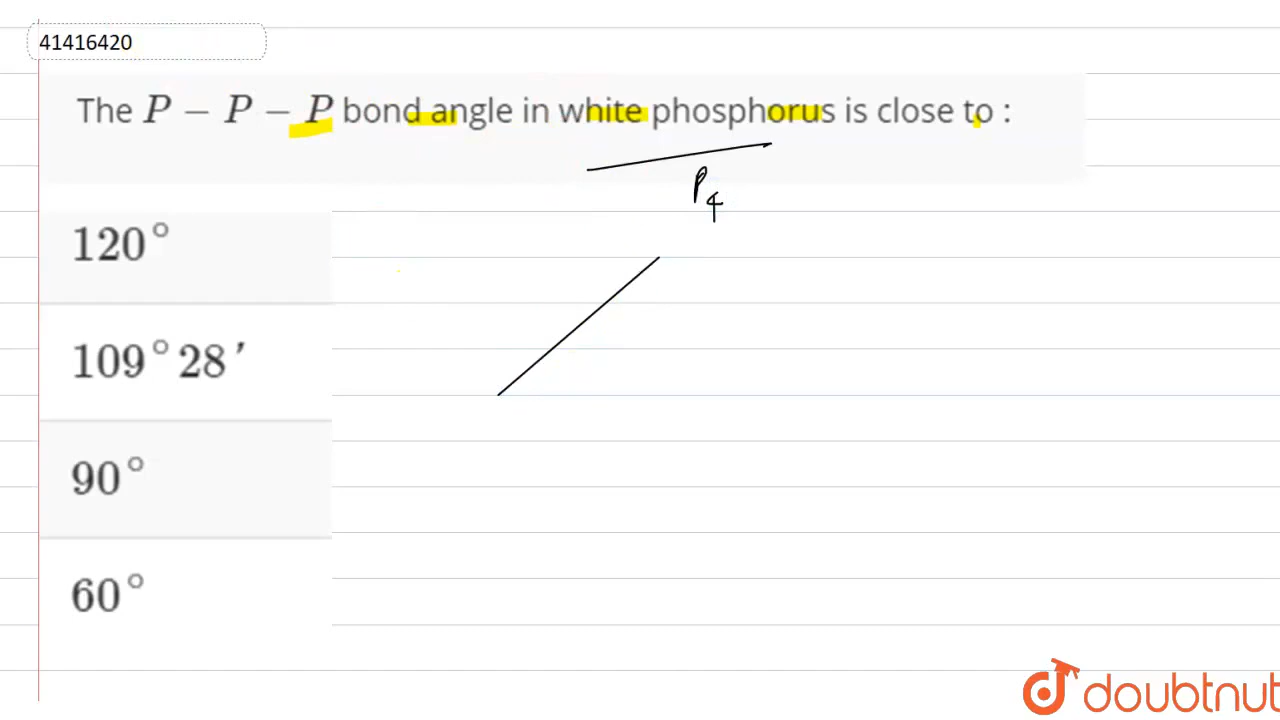 41416420
The P − P − P bond angle in white phosphorus is close to :
P4
120°
109° 28′
90°
60°
doubtnut